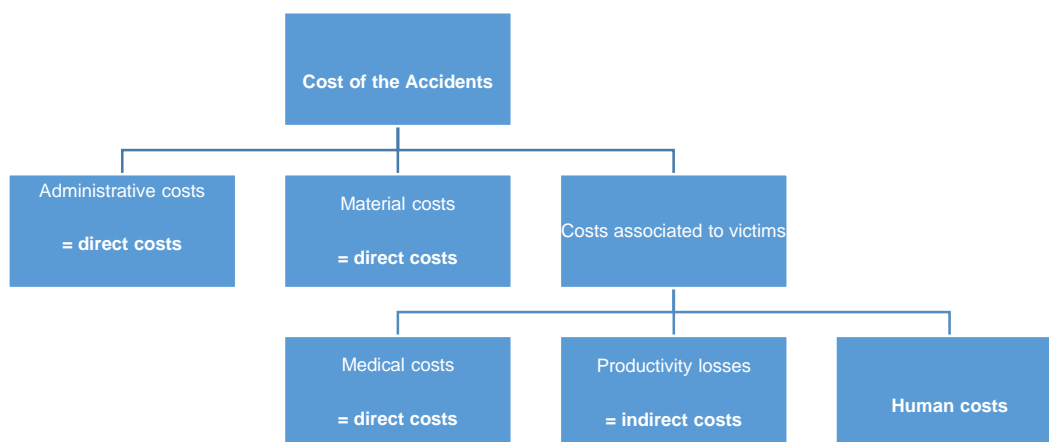 Cost of the Accidents
Administrative costs
= direct costs
Material costs
= direct costs
Costs associated to victims
Medical costs
= direct costs
Productivity losses
= indirect costs
Human costs